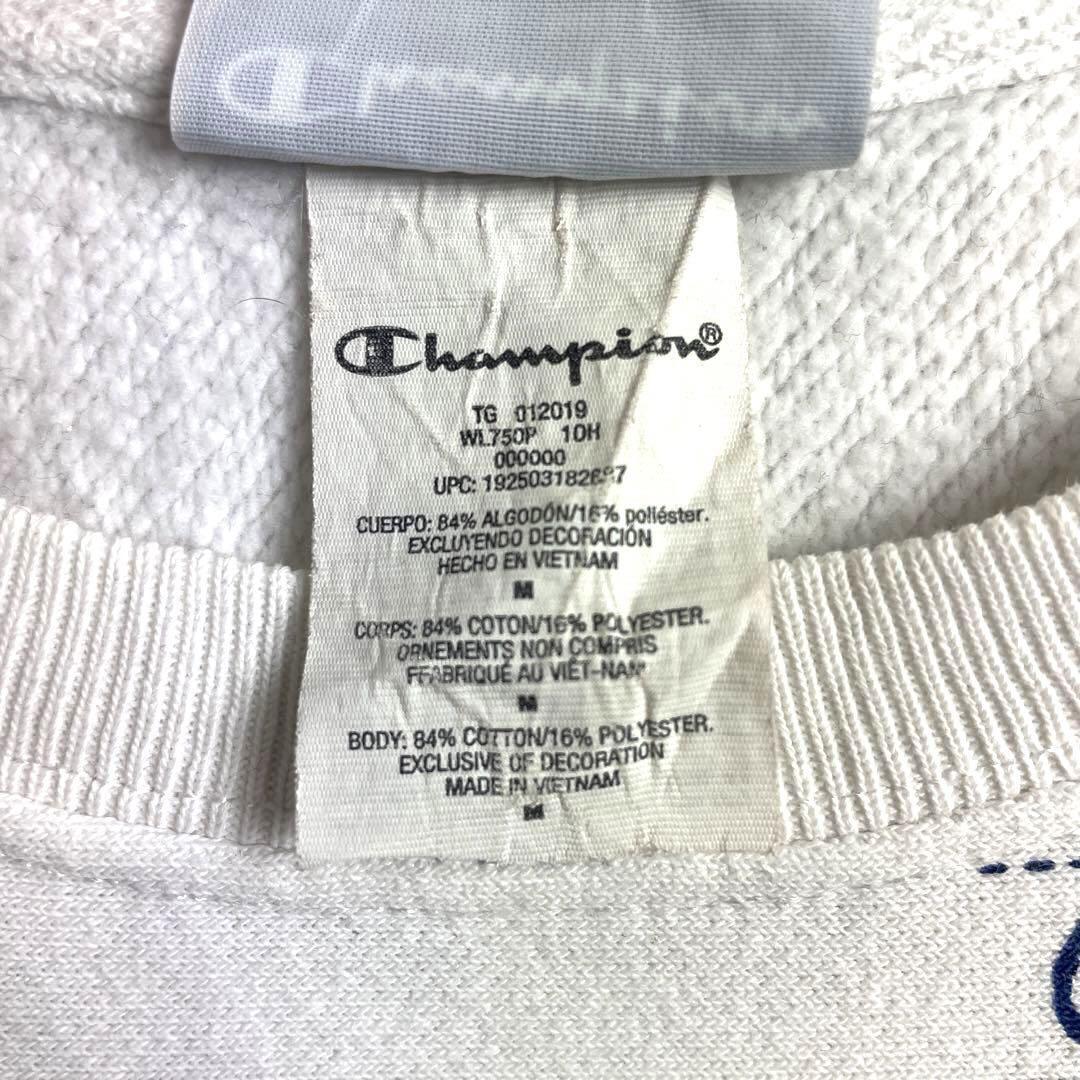 Champion®
TG 012019
WL750P 10H
000000
UPC:
CUERPO: 84% ALGODÓN/16% poliéster.
EXCLUYENDO DECORACIÓN
HECHO EN VIETNAM
M
CORPS: 84% COTON/16% POLYESTER.
ORNEMENTS NON COMPRIS
FFABRIQUÉ AU VIÊT-NAM
M
BODY: 84% COTTON/16% POLYESTER.
EXCLUSIVE OF DECORATION
MADE IN VIETNAM
M